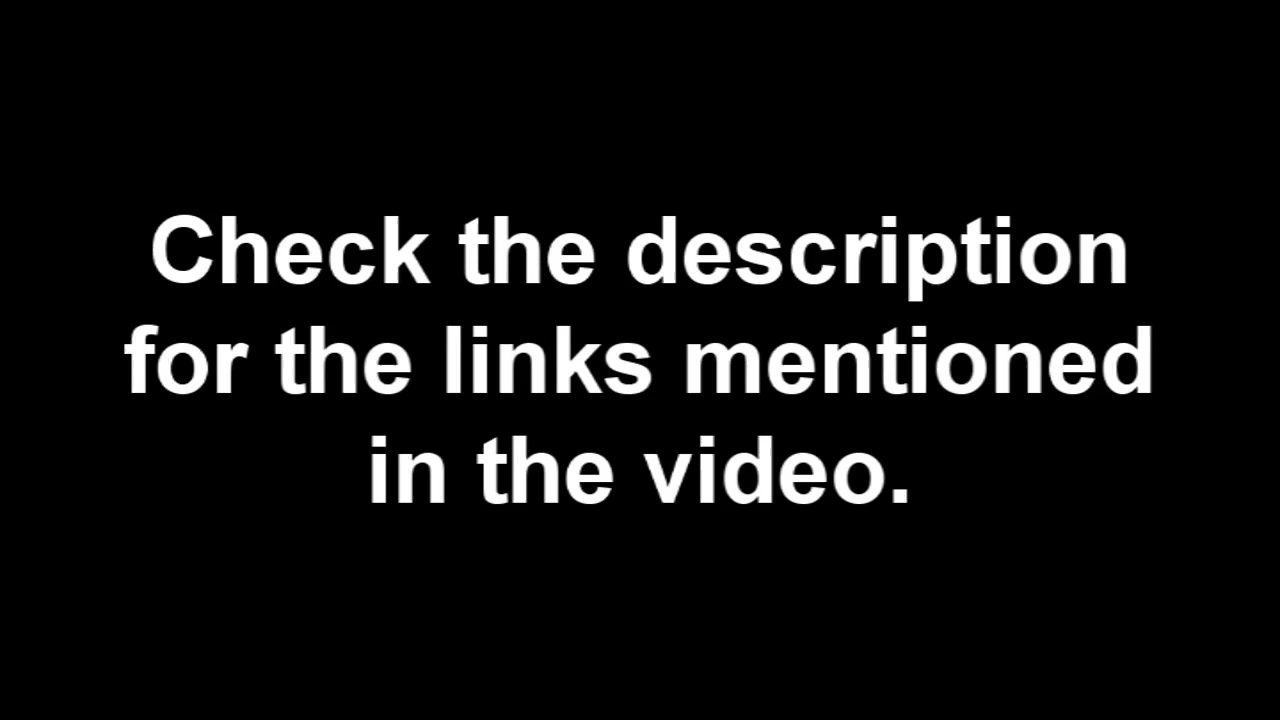 Check the description
for the links mentioned
in the video.